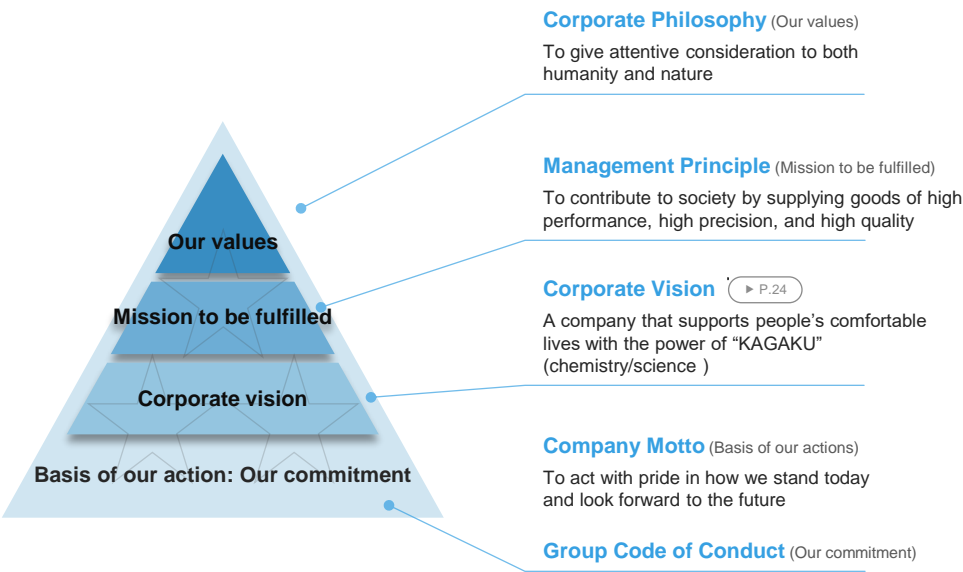 Corporate Philosophy (Our values)
To give attentive consideration to both
humanity and nature
Management Principle (Mission to be fulfilled)
To contribute to society by supplying goods of high
performance, high precision, and high quality
Our values
Corporate Vision ▶ P.24
Mission to be fulfilled
A company that supports people’s comfortable
lives with the power of “KAGAKU”
(chemistry/science )
Corporate vision
Company Motto (Basis of our actions)
Basis of our action: Our commitment
To act with pride in how we stand today
and look forward to the future
Group Code of Conduct (Our commitment)